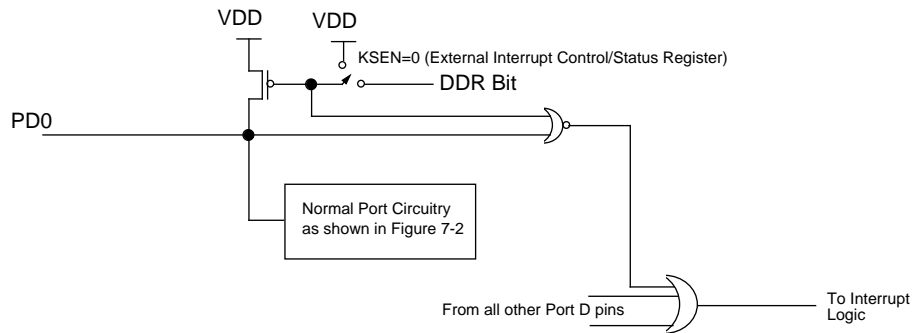 VDD VDD
KSEN=0 (External Interrupt Control/Status Register)
DDR Bit
PD0
Normal Port Circuitry
as shown in Figure 7-2
From all other Port D pins
To Interrupt
Logic